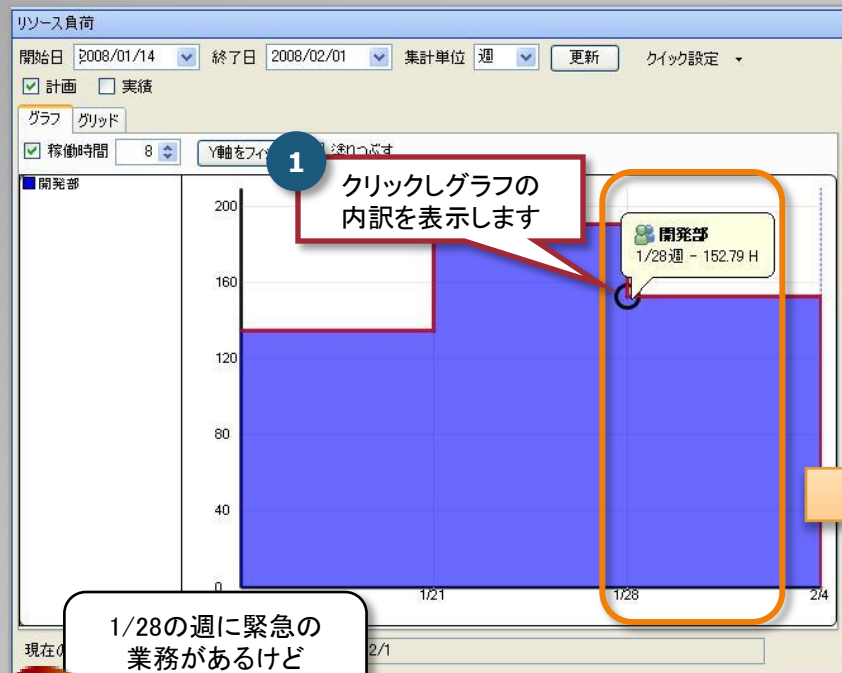 リソース負荷
開始日 2008/01/14 終了日 2008/02/01 集計単位 週 更新 クイック設定
計画 実績
グラフ グリッド
稼働時間 8 Y軸をフィッ 塗りつぶす
1
クリックしグラフの
内訳を表示します
開発部
200
160
120
80
40
0
開発部
1/28週 - 152.79 H
1/21 1/28 2/4
1/28の週に緊急の
業務があるけど
現在の 2/1